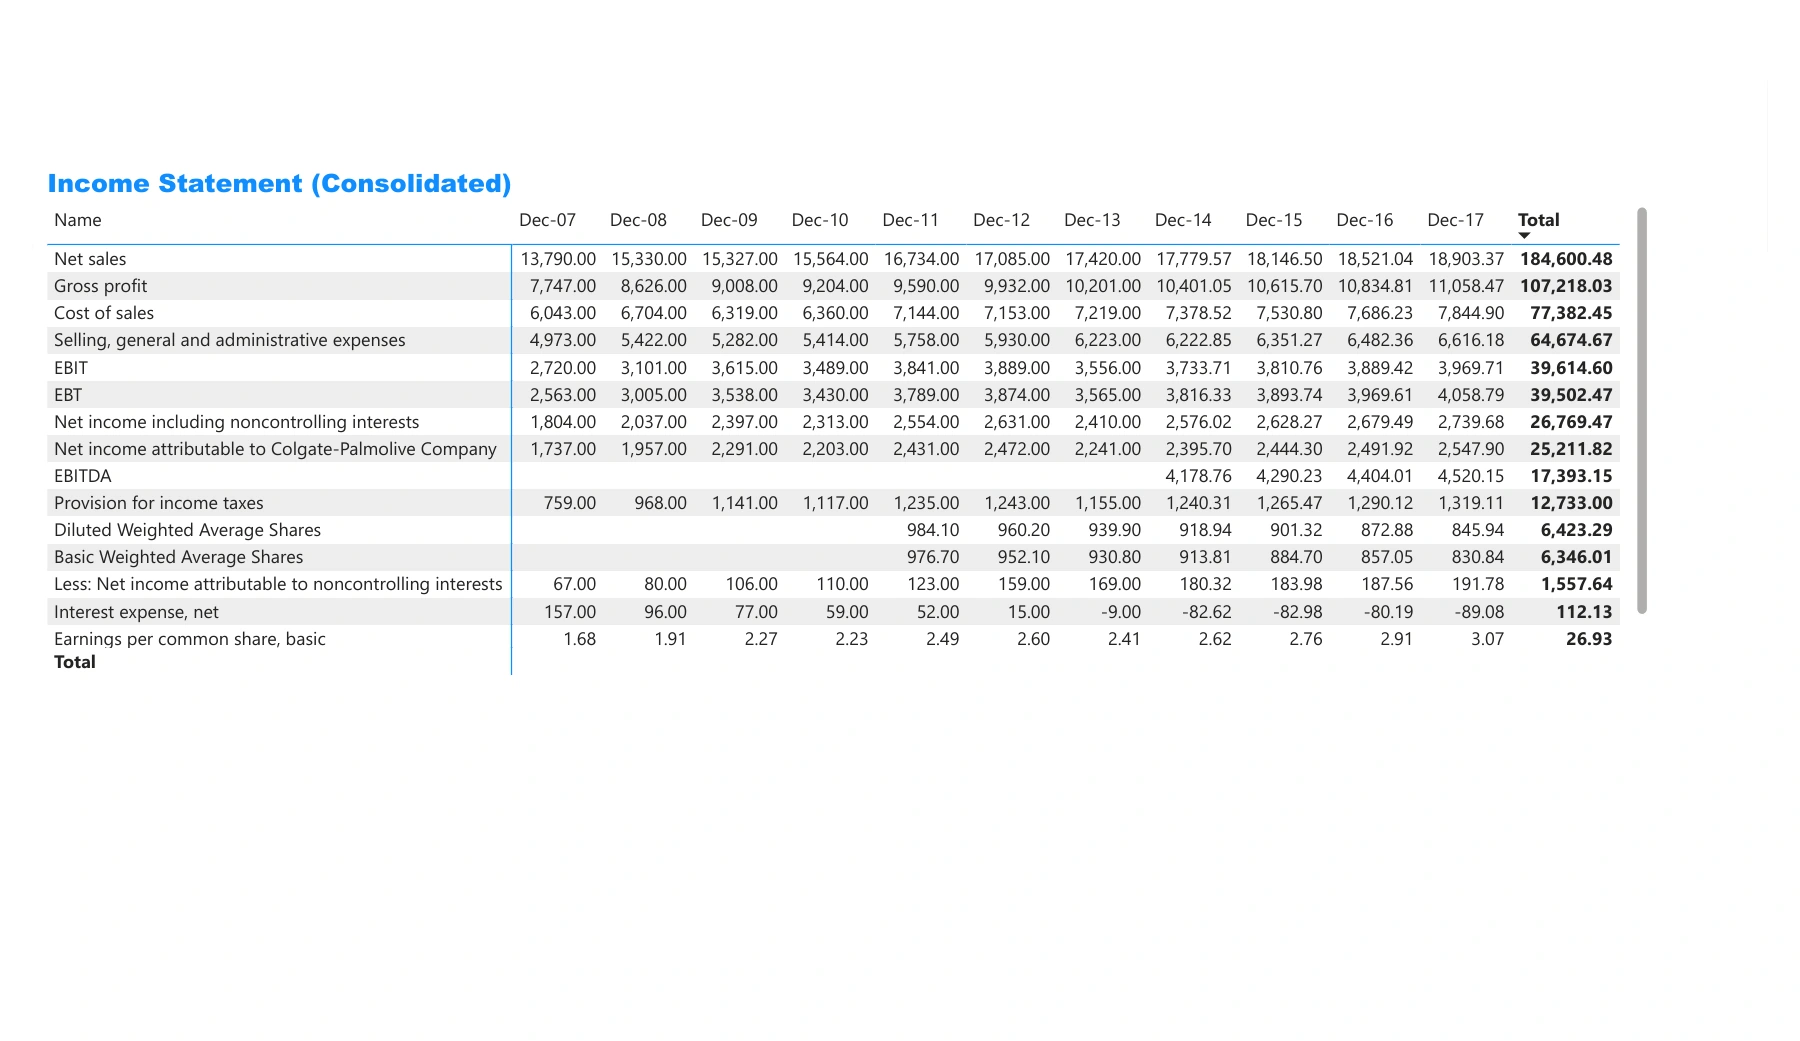 Income Statement (Consolidated)
Name Dec-07 Dec-08 Dec-09 Dec-10 Dec-11 Dec-12 Dec-13 Dec-14 Dec-15 Dec-16 Dec-17 Total
Net sales 13,790.00 15,330.00 15,327.00 15,564.00 16,734.00 17,085.00 17,420.00 17,779.57 18,146.50 18,521.04 18,903.37 184,600.48
Gross profit 7,747.00 8,626.00 9,008.00 9,204.00 9,590.00 9,932.00 10,201.00 10,401.05 10,615.70 10,834.81 11,058.47 107,218.03
Cost of sales 6,043.00 6,704.00 6,319.00 6,360.00 7,144.00 7,153.00 7,219.00 7,378.52 7,530.80 7,686.23 7,844.90 77,382.45
Selling, general and administrative expenses 4,973.00 5,422.00 5,282.00 5,414.00 5,758.00 5,930.00 6,223.00 6,222.85 6,351.27 6,482.36 6,616.18 64,674.67
EBIT 2,720.00 3,101.00 3,615.00 3,489.00 3,841.00 3,889.00 3,556.00 3,733.71 3,810.76 3,889.42 3,969.71 39,614.60
EBT 2,563.00 3,005.00 3,538.00 3,430.00 3,789.00 3,874.00 3,565.00 3,816.33 3,893.74 3,969.61 4,058.79 39,502.47
Net income including noncontrolling interests 1,804.00 2,037.00 2,397.00 2,313.00 2,554.00 2,631.00 2,410.00 2,576.02 2,628.27 2,679.49 2,739.68 26,769.47
Net income attributable to Colgate-Palmolive Company 1,737.00 1,957.00 2,291.00 2,203.00 2,431.00 2,472.00 2,241.00 2,395.70 2,444.30 2,491.92 2,547.90 25,211.82
EBITDA 4,178.76 4,290.23 4,404.01 4,520.15 17,393.15
Provision for income taxes 759.00 968.00 1,141.00 1,117.00 1,235.00 1,243.00 1,155.00 1,240.31 1,265.47 1,290.12 1,319.11 12,733.00
Diluted Weighted Average Shares 984.10 960.20 939.90 918.94 901.32 872.88 845.94 6,423.29
Basic Weighted Average Shares 976.70 952.10 930.80 913.81 884.70 857.05 830.84 6,346.01
Less: Net income attributable to noncontrolling interests 67.00 80.00 106.00 110.00 123.00 159.00 169.00 180.32 183.98 187.56 191.78 1,557.64
Interest expense, net 157.00 96.00 77.00 59.00 52.00 15.00 -9.00 -82.62 -82.98 -80.19 -89.08 112.13
Earnings per common share, basic 1.68 1.91 2.27 2.23 2.49 2.60 2.41 2.62 2.76 2.91 3.07 26.93
Total